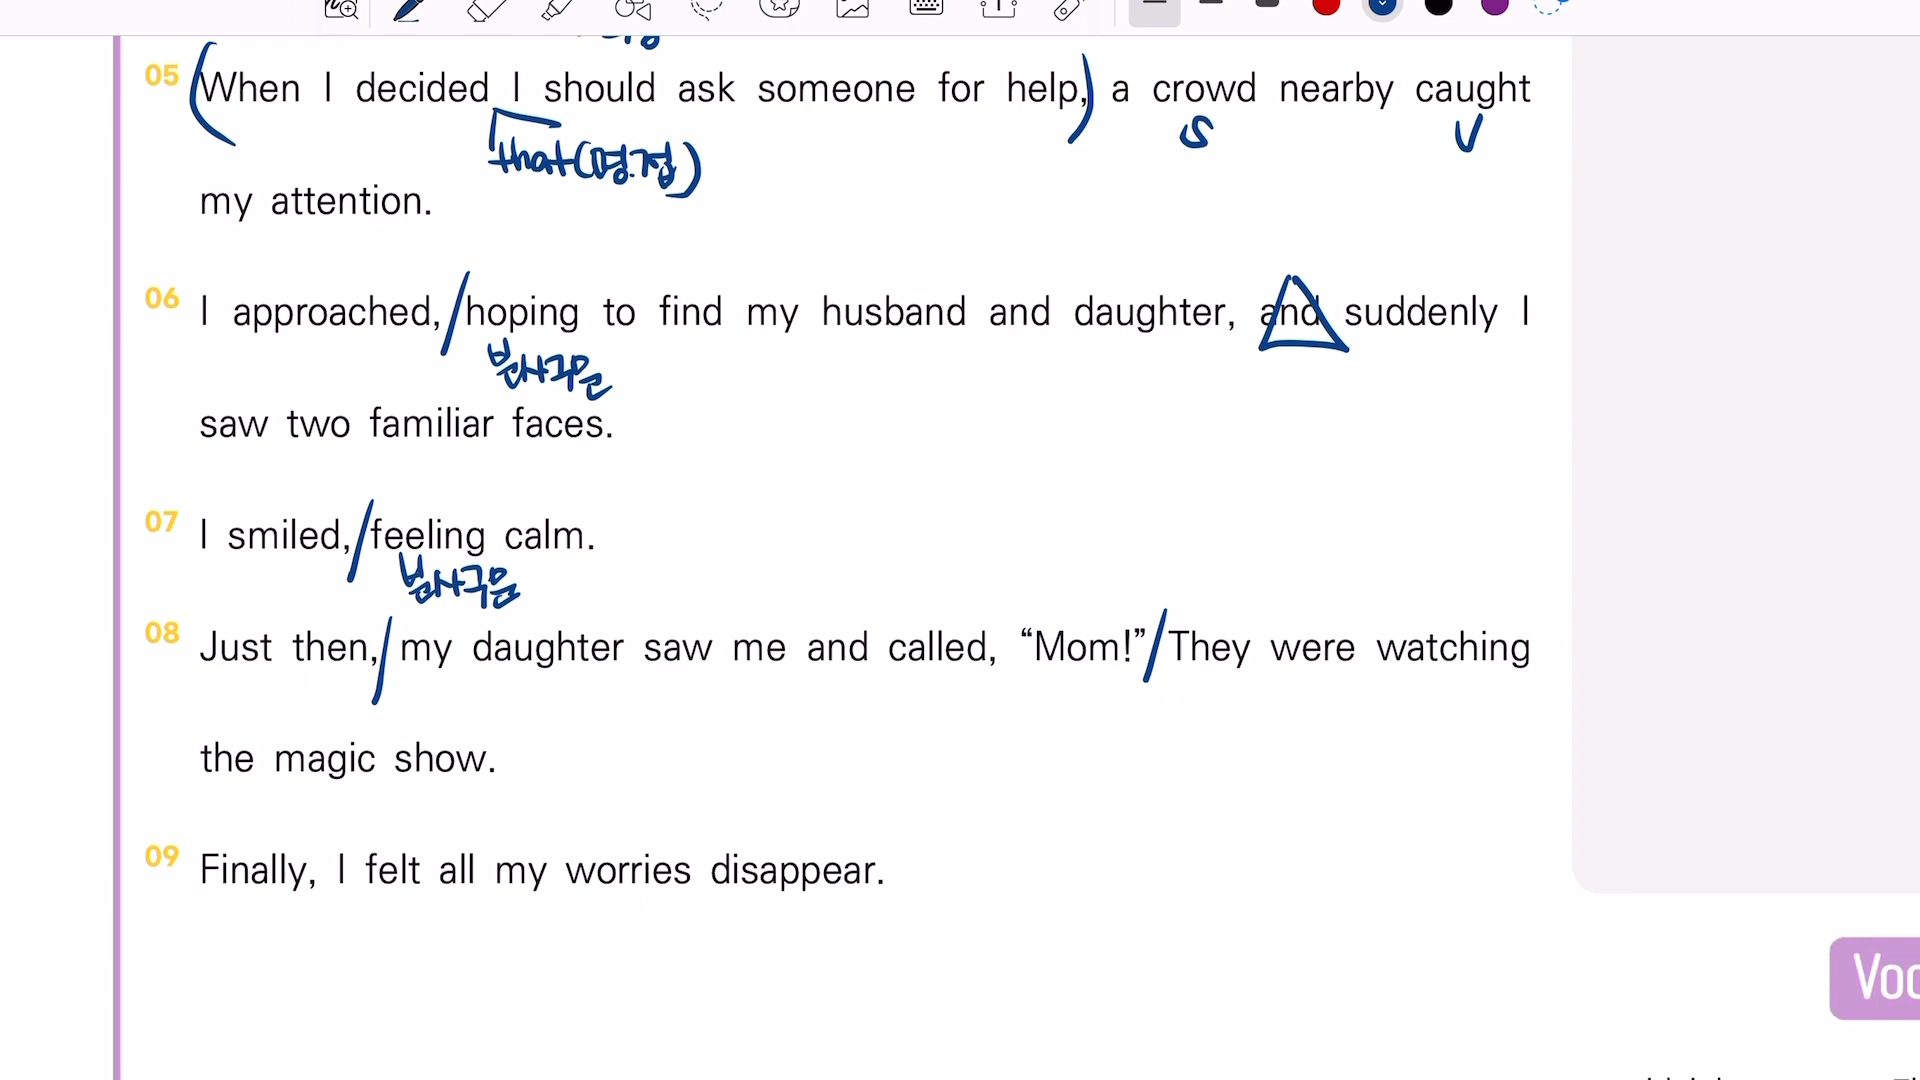 05 When I decided I should ask someone for help, a crowd nearby caught
that(명.접) S V
my attention.
06 I approached, hoping to find my husband and daughter, and suddenly I
분사구문
saw two familiar faces.
07 I smiled, feeling calm.
분사구문
08 Just then, my daughter saw me and called, “Mom!” They were watching
the magic show.
09 Finally, I felt all my worries disappear.